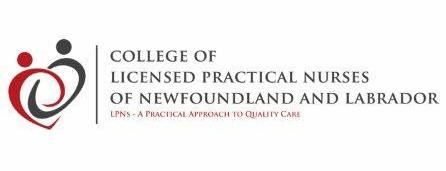 COLLEGE OF
LICENSED PRACTICAL NURSES
OF NEWFOUNDLAND AND LABRADOR
LPNs - A PRACTICAL APPROACH TO QUALITY CARE